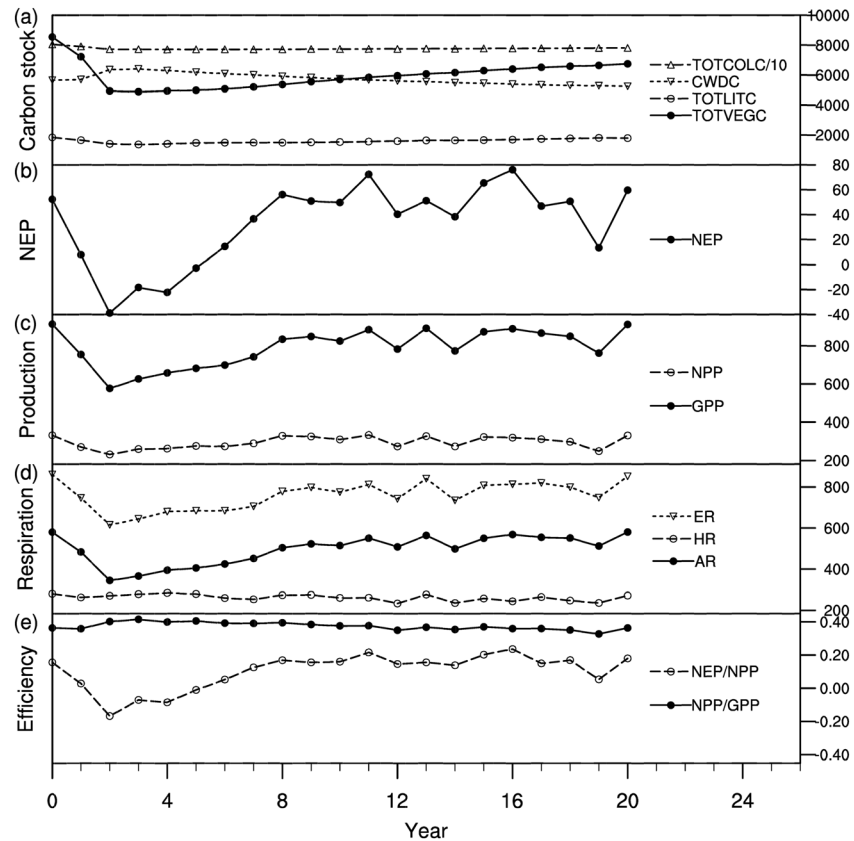 (a)
Carbon stock
10000
8000
6000
4000
2000
TOTCOLC/10
CWDC
TOTLITC
TOTVEGC
(b)
NEP
80
60
40
20
0
-20
-40
NEP
(c)
Production
800
600
400
200
NPP
GPP
(d)
Respiration
800
600
400
200
ER
HR
AR
(e)
Efficiency
0.40
0.20
0.00
-0.20
-0.40
NEP/NPP
NPP/GPP
0 4 8 12 16 20 24
Year